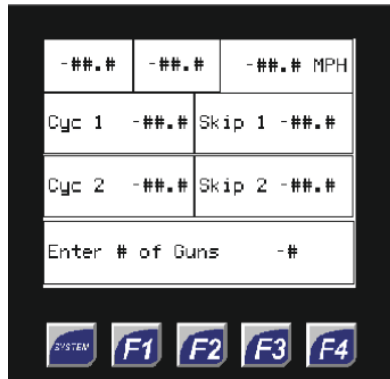 -##.# -##.# -##.# MPH
Cyc 1 -##.# Skip 1 -##.#
Cyc 2 -##.# Skip 2 -##.#
Enter # of Guns -#
SYSTEM F1 F2 F3 F4